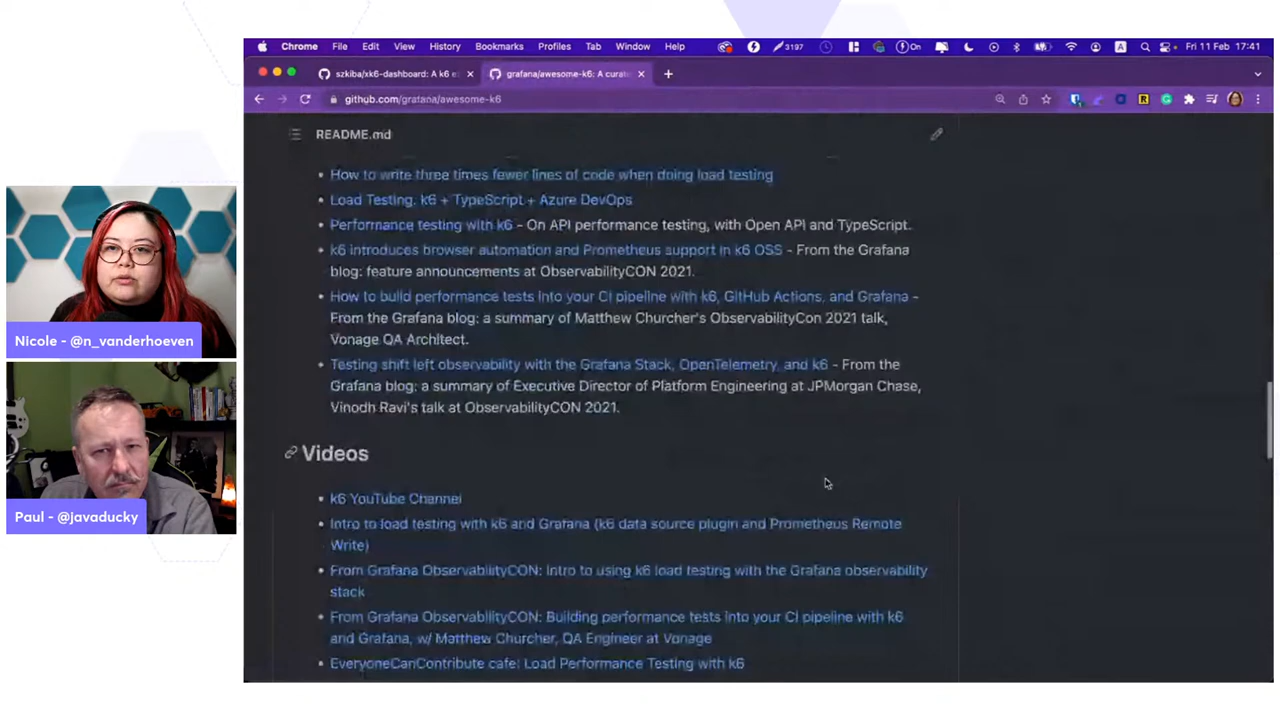 Chrome File Edit View History Bookmarks Profiles Tab Window Help 3197 On A Fri 11 Feb 17:41
szkiba/xk6-dashboard: A k6 e
grafana/awesome-k6: A curate
github.com/grafana/awesome-k6
README.md
How to write three times fewer lines of code when doing load testing
Load Testing. k6 + TypeScript + Azure DevOps
Performance testing with k6 - On API performance testing, with Open API and TypeScript.
k6 introduces browser automation and Prometheus support in k6 OSS - From the Grafana
blog: feature announcements at ObservabilityCON 2021.
How to build performance tests into your CI pipeline with k6, GitHub Actions, and Grafana -
From the Grafana blog: a summary of Matthew Churcher's ObservabilityCon 2021 talk,
Vonage QA Architect.
Testing shift left observability with the Grafana Stack, OpenTelemetry, and k6 - From the
Grafana blog: a summary of Executive Director of Platform Engineering at JPMorgan Chase,
Vinodh Ravi's talk at ObservabilityCON 2021.
Videos
k6 YouTube Channel
Intro to load testing with k6 and Grafana (k6 data source plugin and Prometheus Remote
Write)
From Grafana ObservabilityCON: Intro to using k6 load testing with the Grafana observability
stack
From Grafana ObservabilityCON: Building performance tests into your CI pipeline with k6
and Grafana, w/ Matthew Churcher, QA Engineer at Vonage
EveryoneCanContribute cafe: Load Performance Testing with k6
Nicole - @n_vanderhoeven
Paul - @javaducky